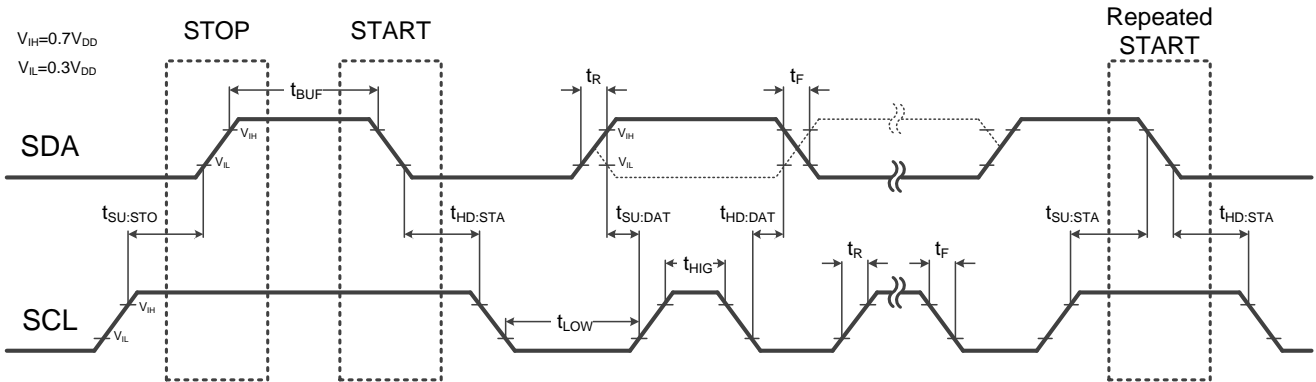 STOP
START
Repeated
START
VIH=0.7VDD
VIL=0.3VDD
tBUF
tR
tF
SDA
VIH
VIL
VIH
VIL
tSU:STO
tHD:STA
tSU:DAT
tHD:DAT
tSU:STA
tHD:STA
tHIG
tR
tF
SCL
VIH
VIL
tLOW